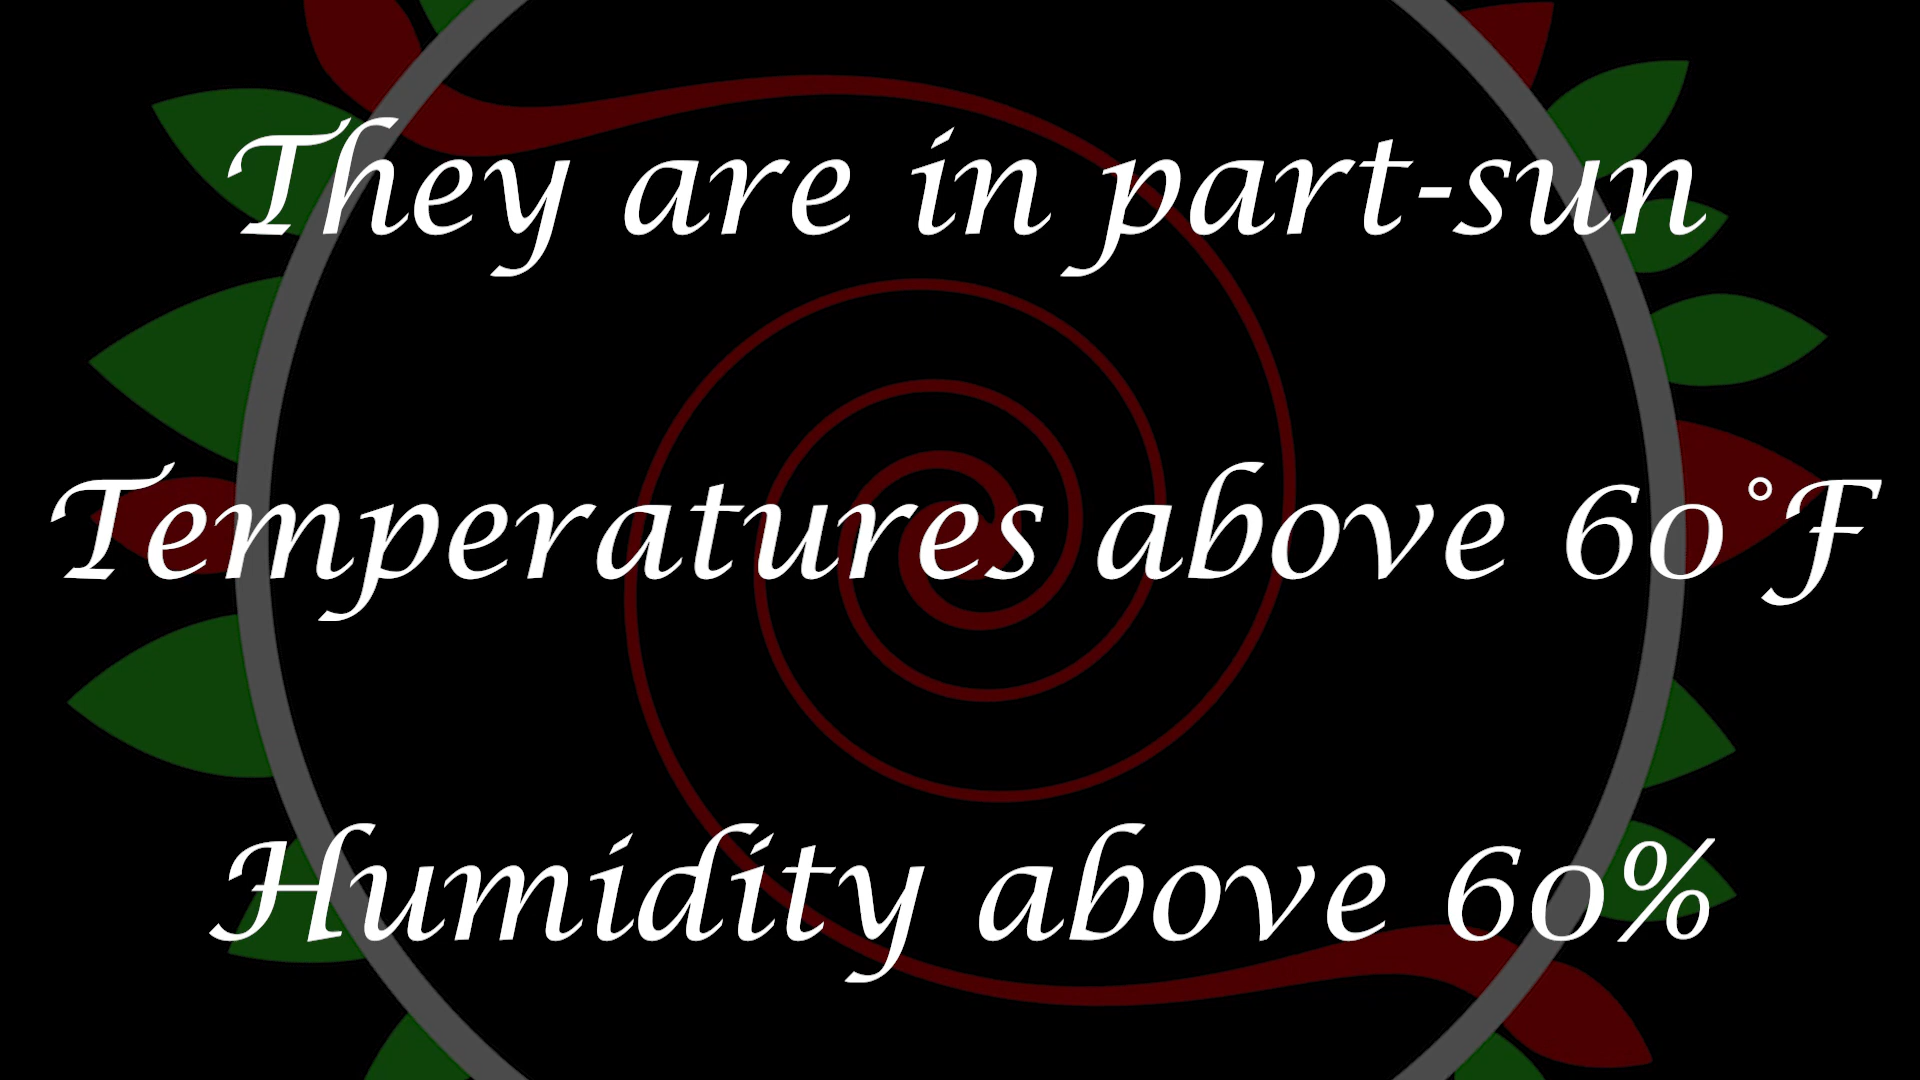 They are in part-sun
Temperatures above 60°F
Humidity above 60%